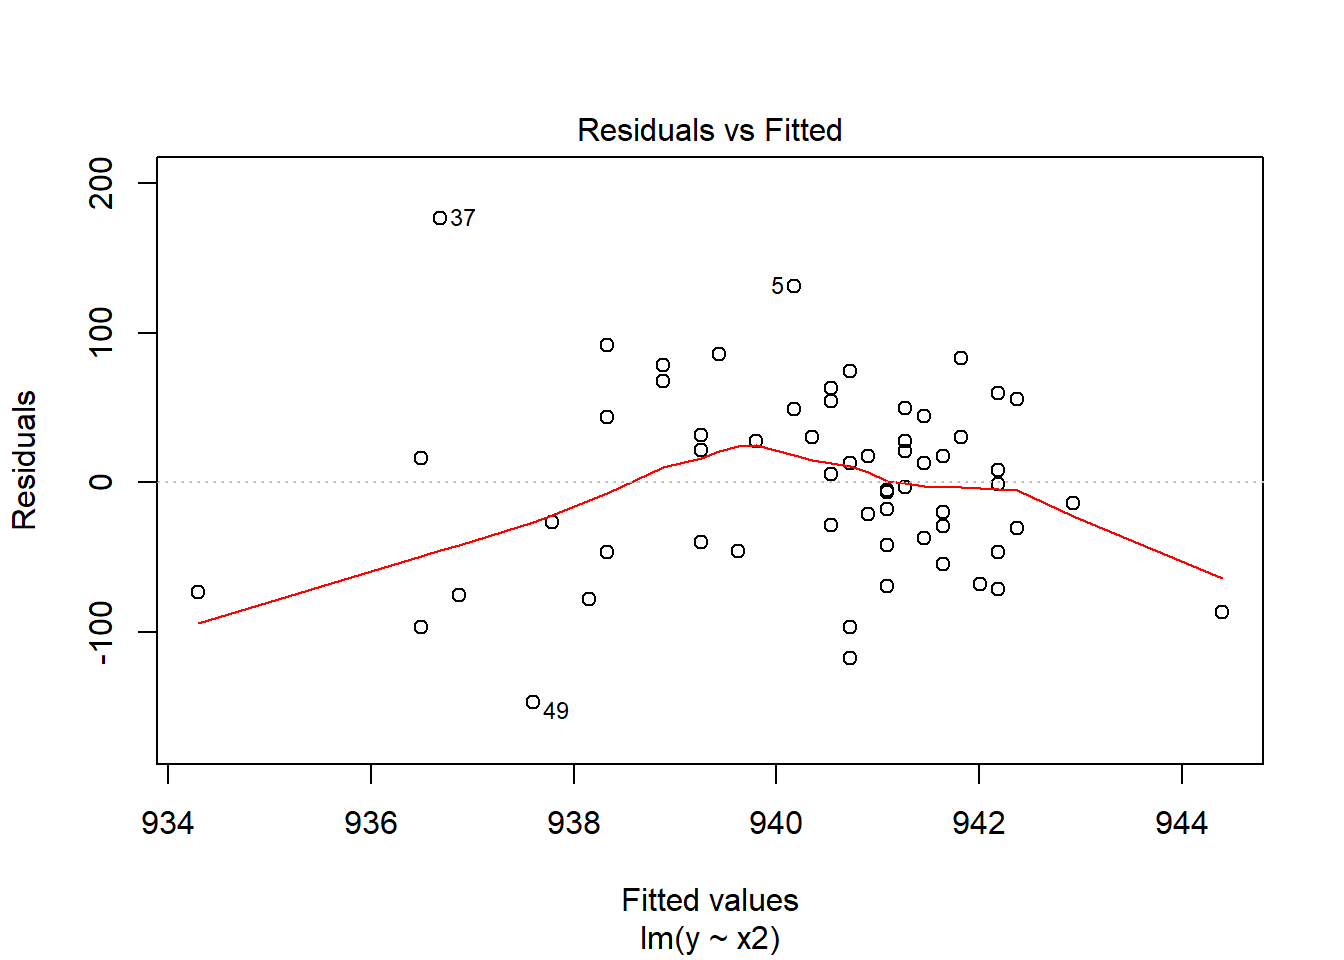 Residuals vs Fitted
Residuals
200
100
0
-100
37
5
49
934 936 938 940 942 944
Fitted values
lm(y ~ x2)